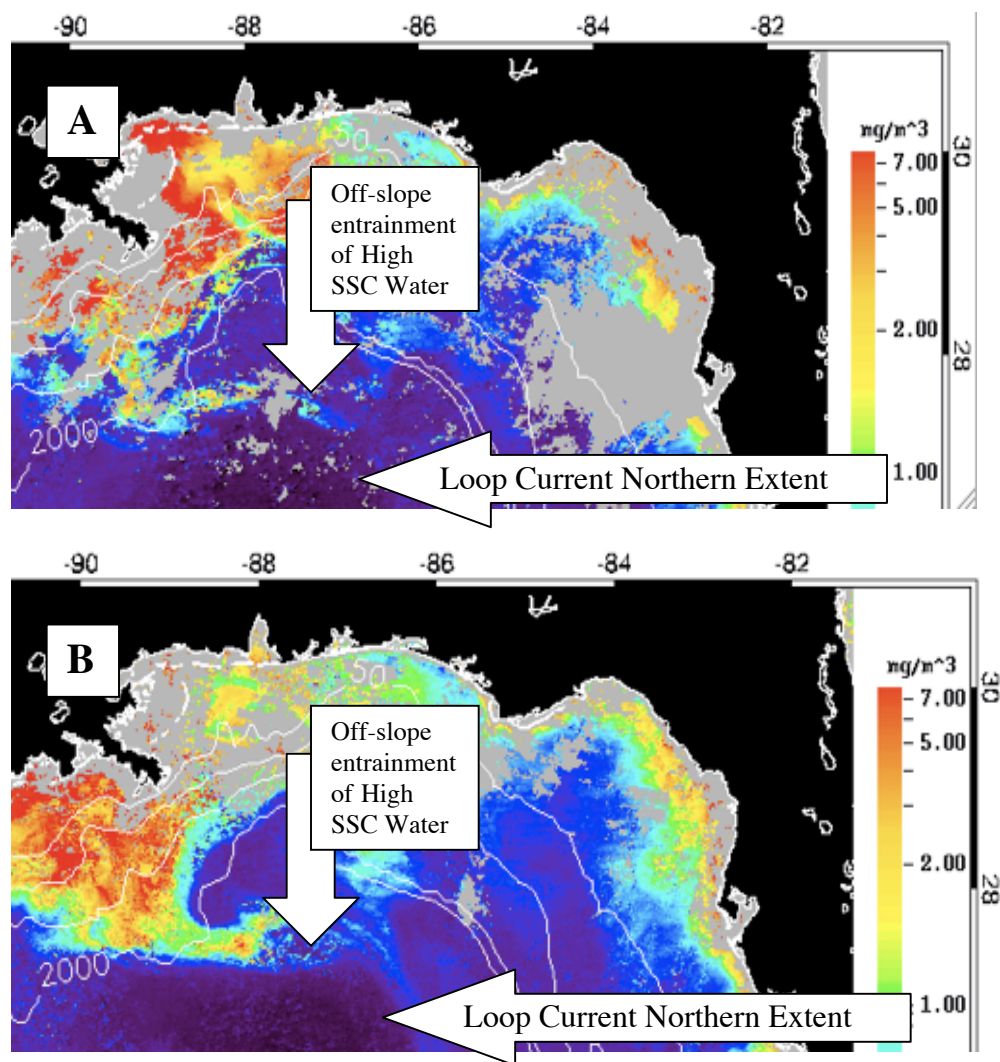 -90 -88 -86 -84 -82
A
mg/m^3
50
30
7.00
5.00
Off-slope
entrainment
of High
SSC Water
2.00
28
2000
1.00
Loop Current Northern Extent
-90 -88 -86 -84 -82
B
mg/m^3
50
30
7.00
5.00
Off-slope
entrainment
of High
SSC Water
2.00
28
2000
1.00
Loop Current Northern Extent